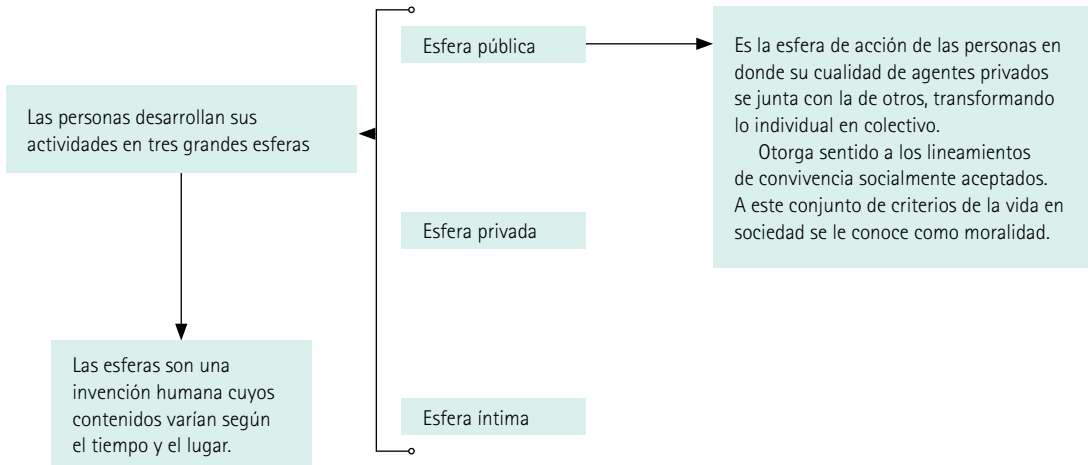 Las personas desarrollan sus
actividades en tres grandes esferas
Las esferas son una
invención humana cuyos
contenidos varían según
el tiempo y el lugar.
Esfera pública
Es la esfera de acción de las personas en
donde su cualidad de agentes privados
se junta con la de otros, transformando
lo individual en colectivo.
Otorga sentido a los lineamientos
de convivencia socialmente aceptados.
A este conjunto de criterios de la vida en
sociedad se le conoce como moralidad.
Esfera privada
Esfera íntima